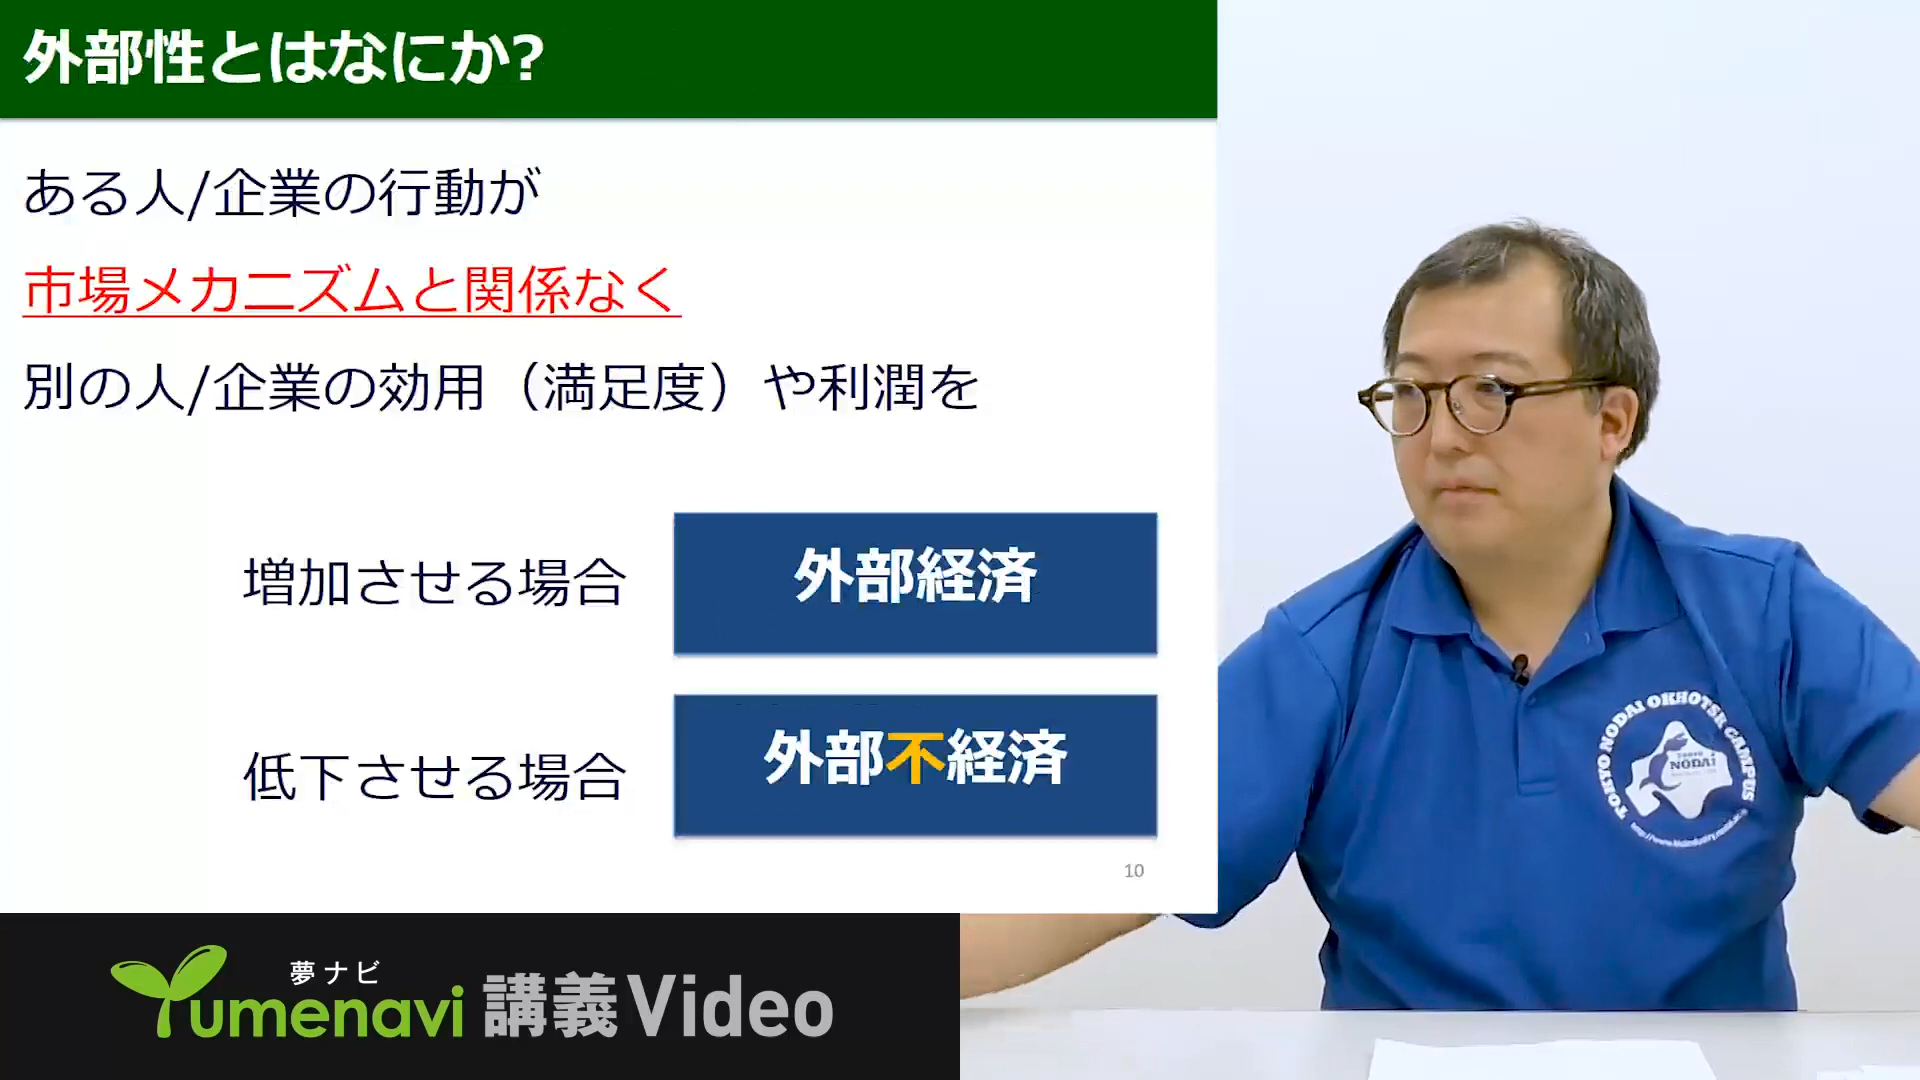 外部性とはなにか?
ある人/企業の行動が
市場メカニズムと関係なく
別の人/企業の効用（満足度）や利潤を
増加させる場合
外部経済
低下させる場合
外部不経済
10
TOKYO NODAI OKHOTSK CAMPUS
NODAI
夢ナビ
Yumenavi 講義Video